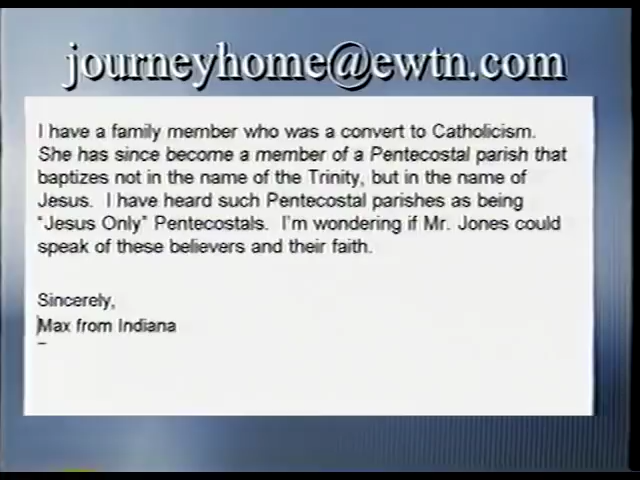 journeyhome@ewtn.com
I have a family member who was a convert to Catholicism.
She has since become a member of a Pentecostal parish that
baptizes not in the name of the Trinity, but in the name of
Jesus.  I have heard such Pentecostal parishes as being
"Jesus Only" Pentecostals.  I'm wondering if Mr. Jones could
speak of these believers and their faith.
Sincerely,
Max from Indiana